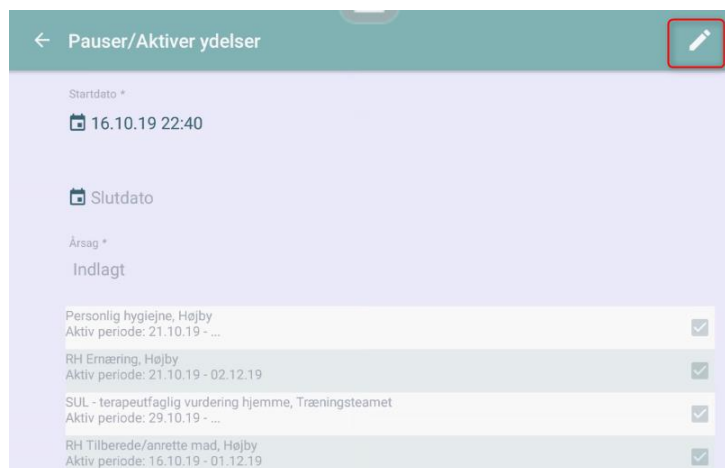 Pauser/Aktiver ydelser
Startdato *
16.10.19 22:40
Slutdato
Årsag *
Indlagt
Personlig hygiejne, Højby
Aktiv periode: 21.10.19 - ...
RH Ernæring, Højby
Aktiv periode: 21.10.19 - 02.12.19
SUL - terapeutfaglig vurdering hjemme, Træningsteamet
Aktiv periode: 29.10.19 - ...
RH Tilberede/anrette mad, Højby
Aktiv periode: 16.10.19 - 01.12.19